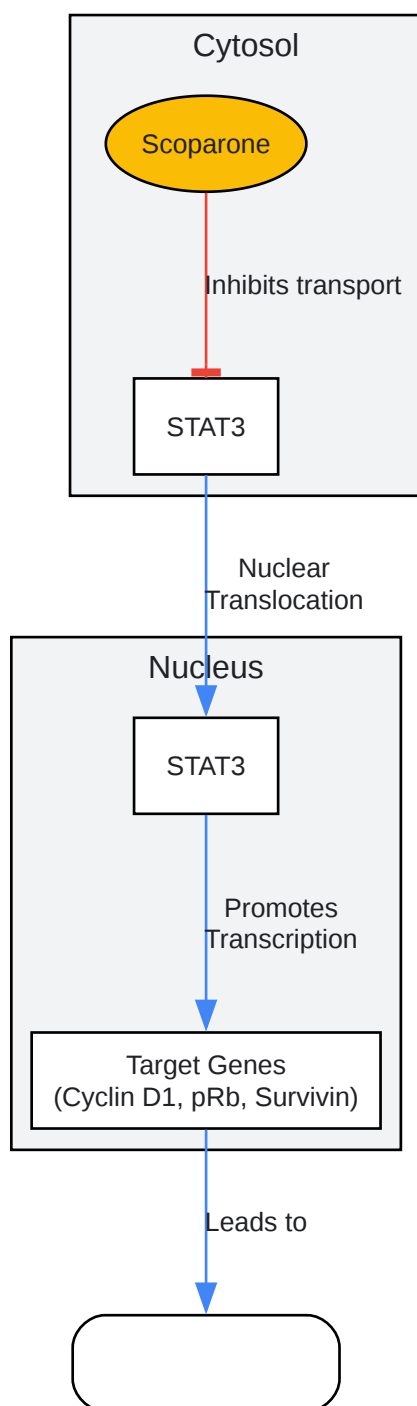 Cytosol
Scoparone
Inhibits transport
STAT3
Nuclear
Translocation
Nucleus
STAT3
Promotes
Transcription
Target Genes
(Cyclin D1, pRb, Survivin)
Leads to